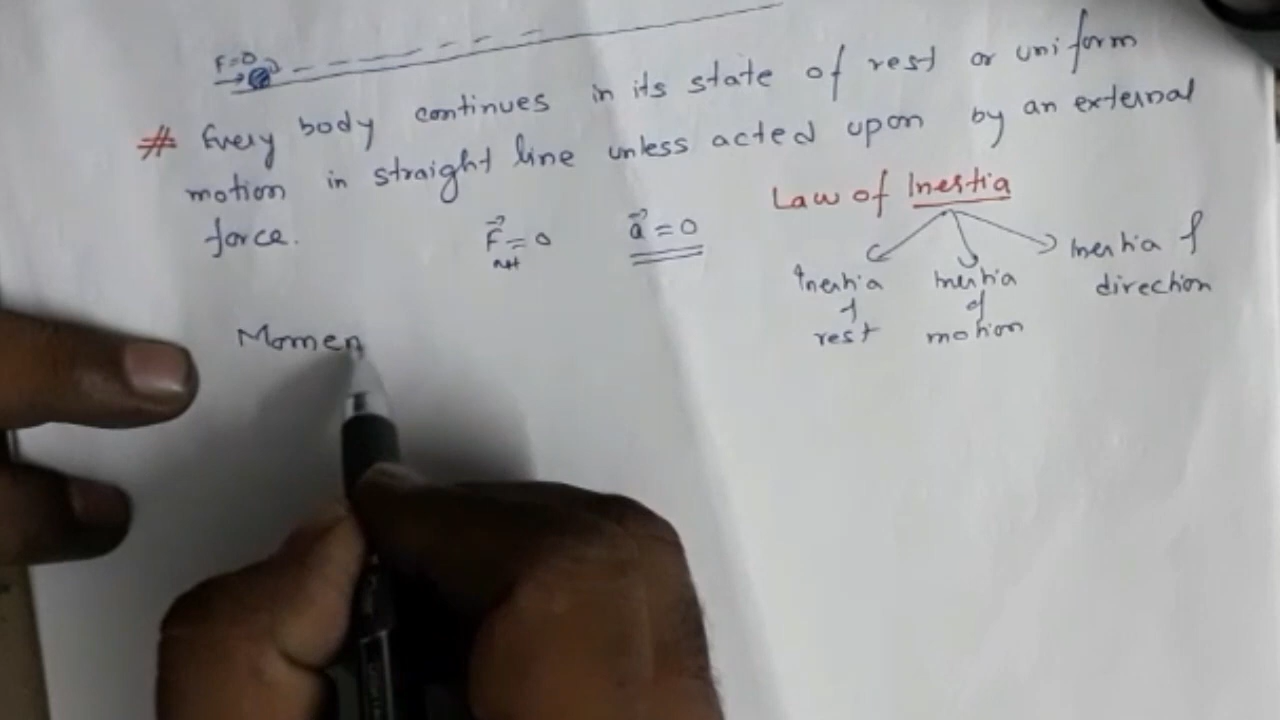 F=0
# Every body continues in its state of rest or uniform
motion in straight line unless acted upon by an external
force.
F⃗net = 0
a⃗ = 0
Law of Inertia
Inertia of rest
Inertia of motion
Inertia of direction
Momen